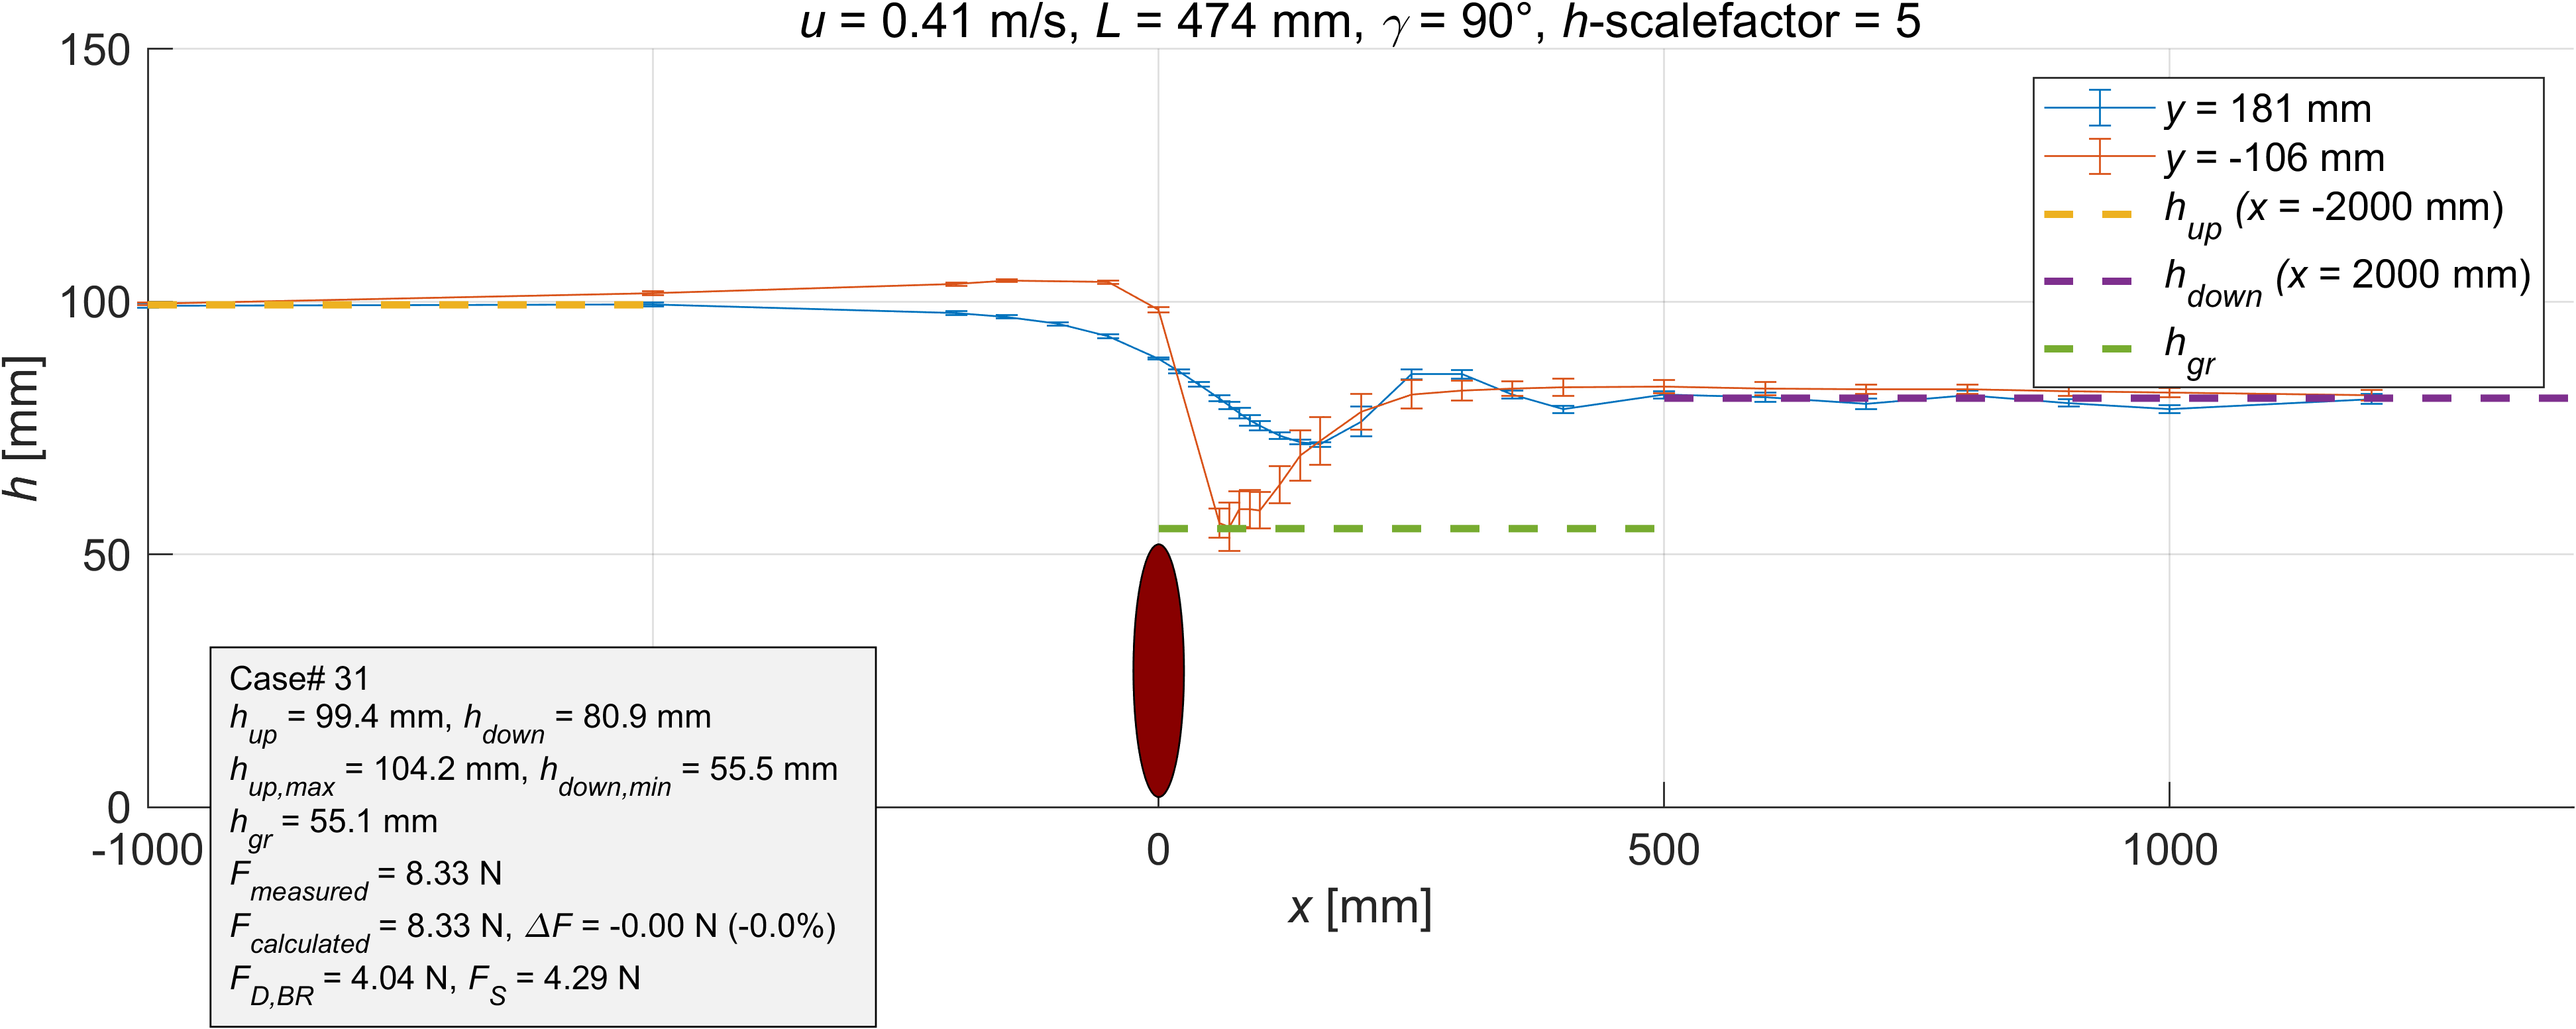 u = 0.41 m/s, L = 474 mm, γ = 90°, h-scalefactor = 5
150
100
50
0
h [mm]
-1000
0
500
1000
x [mm]
y = 181 mm
y = -106 mm
h_up (x = -2000 mm)
h_down (x = 2000 mm)
h_gr
Case# 31
h_up = 99.4 mm, h_down = 80.9 mm
h_up,max = 104.2 mm, h_down,min = 55.5 mm
h_gr = 55.1 mm
F_measured = 8.33 N
F_calculated = 8.33 N, ΔF = -0.00 N (-0.0%)
F_D,BR = 4.04 N, F_S = 4.29 N